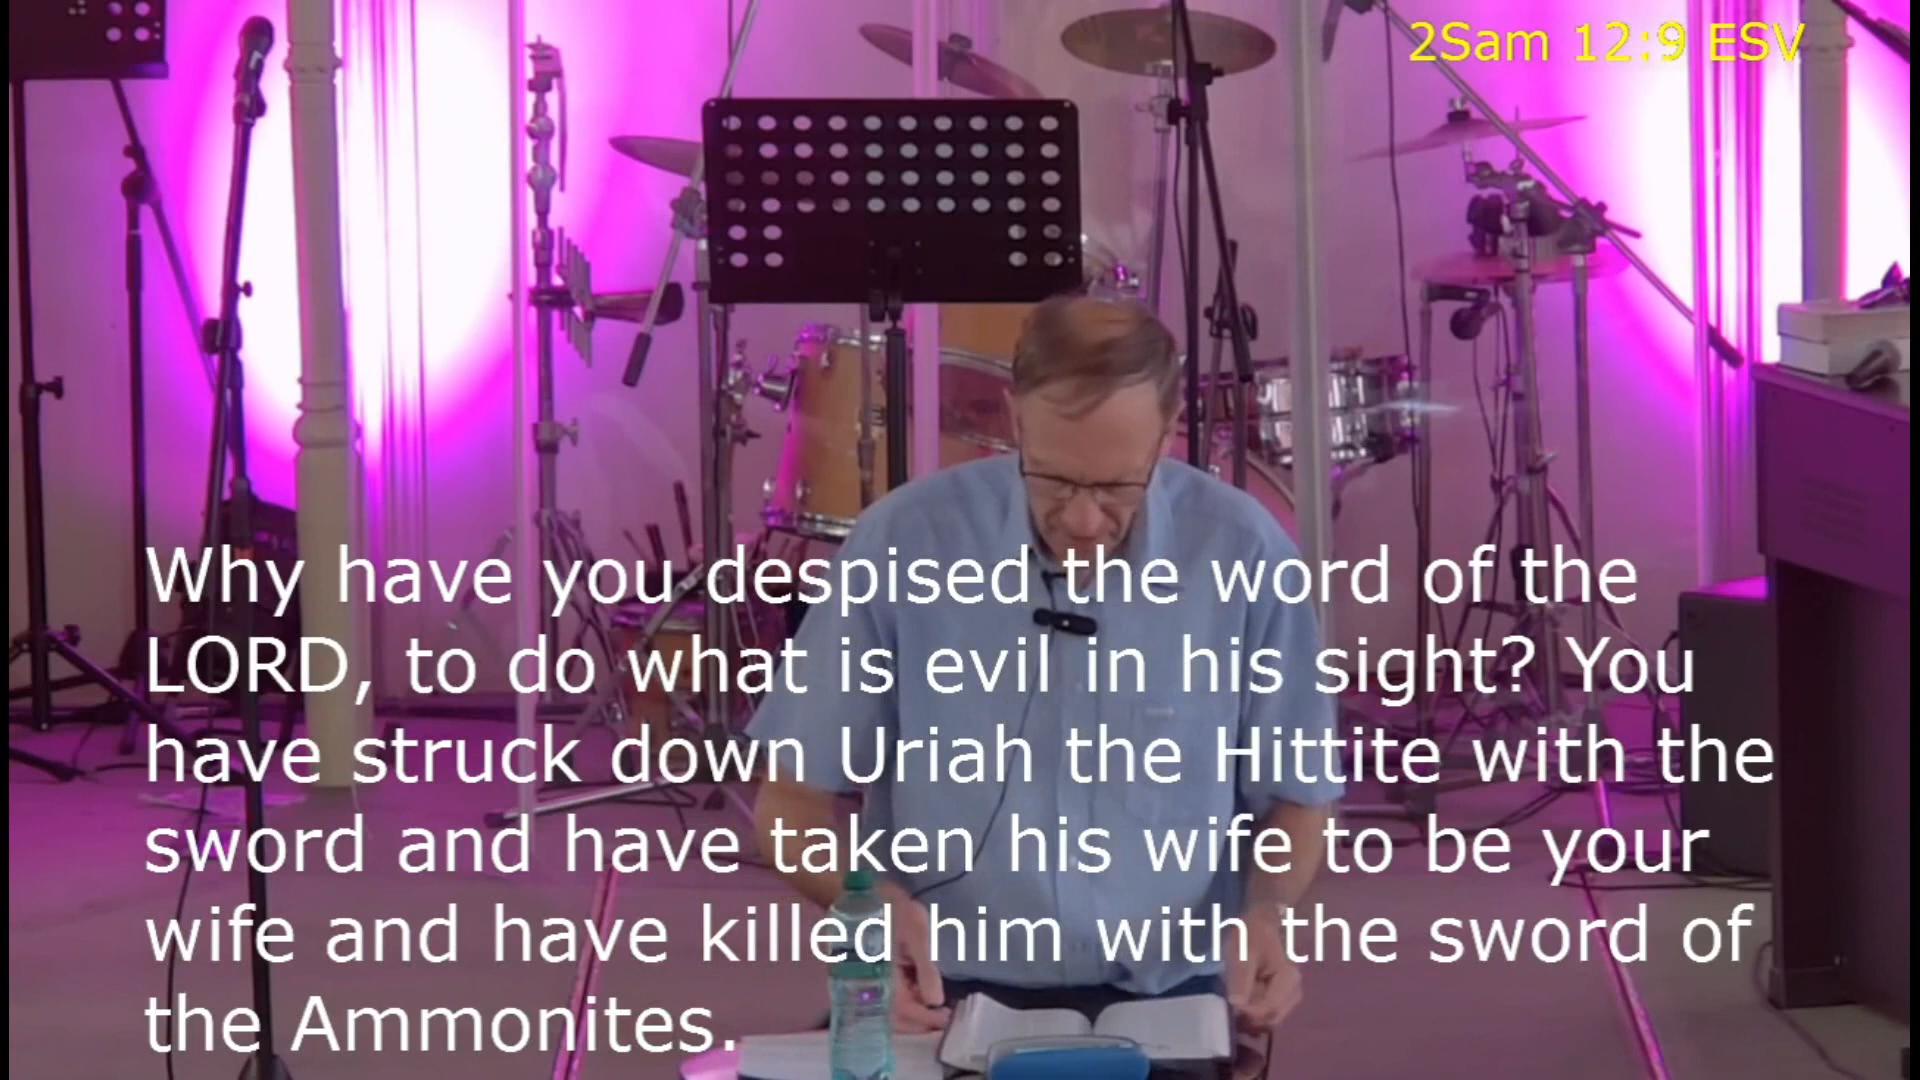 2Sam 12:9 ESV
Why have you despised the word of the
LORD, to do what is evil in his sight? You
have struck down Uriah the Hittite with the
sword and have taken his wife to be your
wife and have killed him with the sword of
the Ammonites.